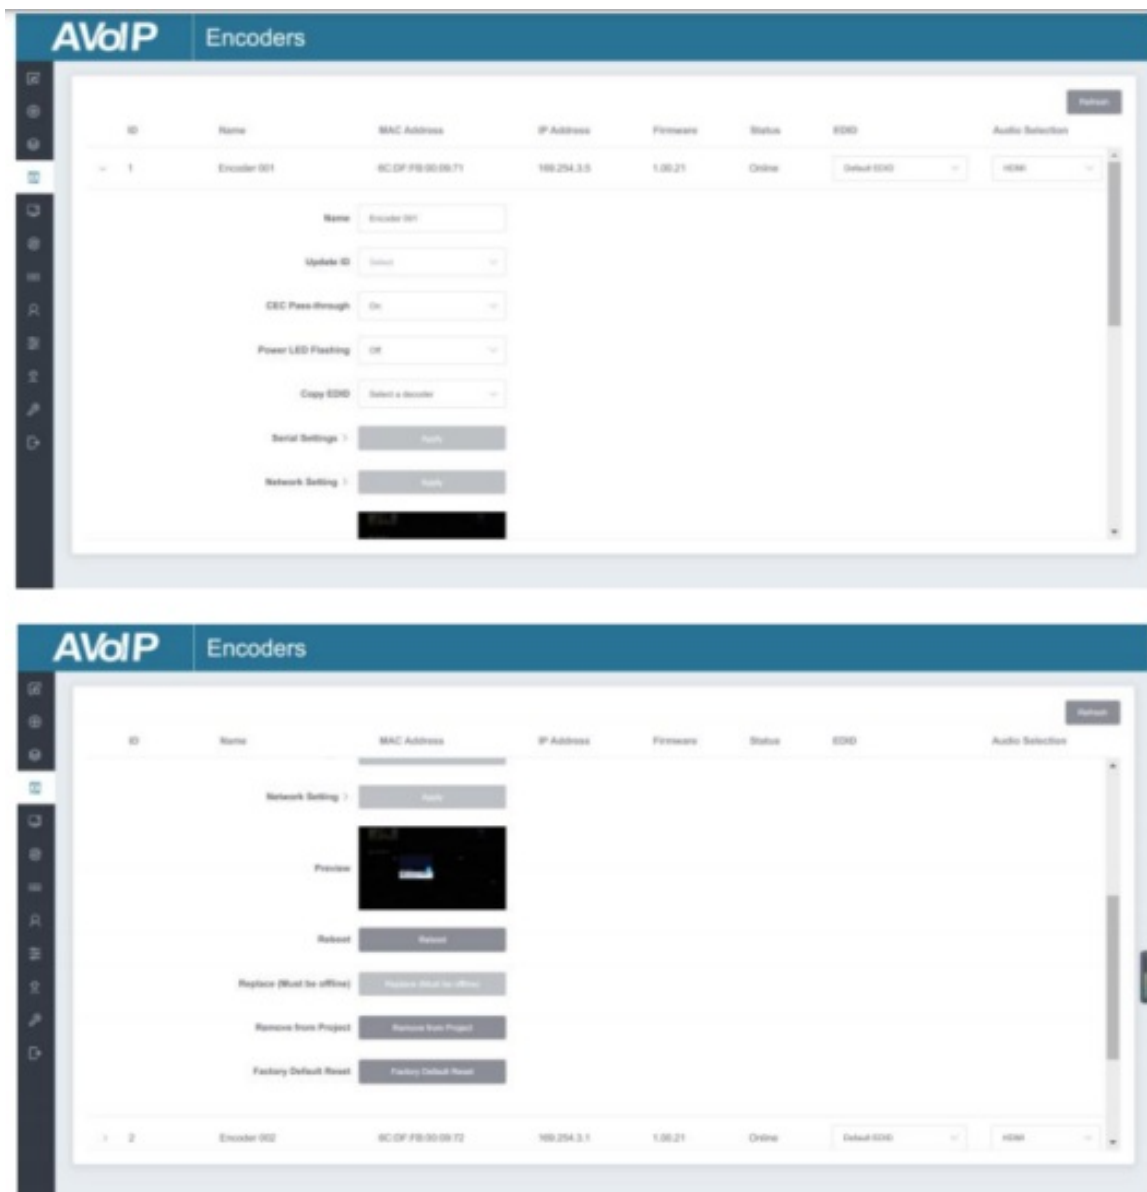 AVoIP Encoders
Refresh
ID Name MAC Address IP Address Firmware Status EDID Audio Selection
1 Encoder 001 6C:DF:FB:00:09:71 169.254.3.5 1.00.21 Online Default EDID HDMI
Name Encoder 001
Update ID Select
CEC Pass-through On
Power LED Flashing Off
Copy EDID Select a decoder
Serial Settings > Apply
Network Setting > Apply
AVoIP Encoders
Refresh
ID Name MAC Address IP Address Firmware Status EDID Audio Selection
Network Setting > Apply
Preview
Reboot Reboot
Replace (Must be offline) Replace (Must be offline)
Remove from Project Remove from Project
Factory Default Reset Factory Default Reset
2 Encoder 002 6C:DF:FB:00:09:72 169.254.3.1 1.00.21 Online Default EDID HDMI